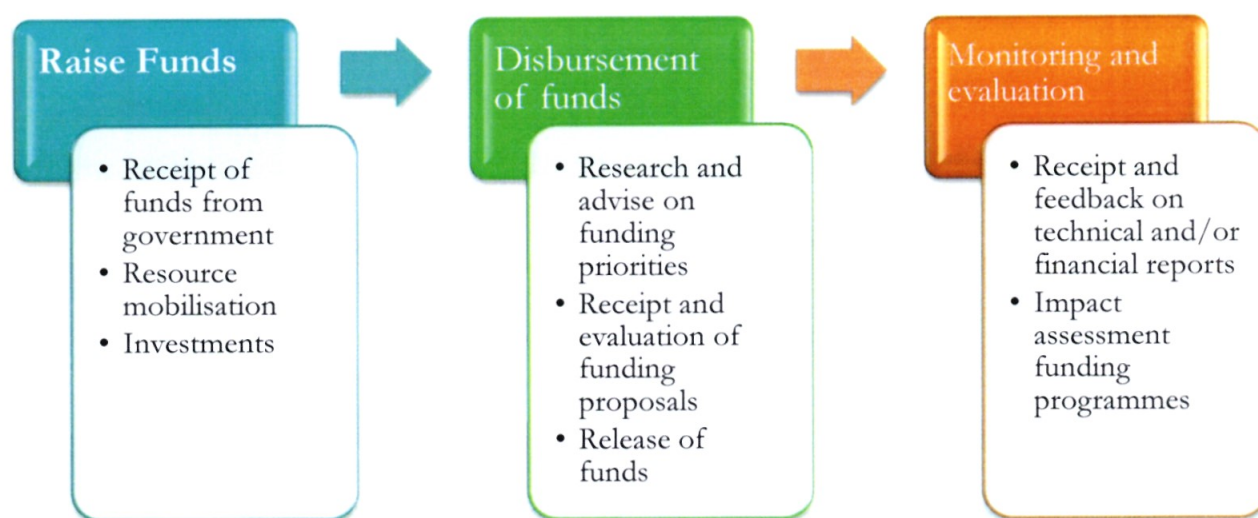 Raise Funds
• Receipt of
funds from
government
• Resource
mobilisation
• Investments
Disbursement
of funds
• Research and
advise on
funding
priorities
• Receipt and
evaluation of
funding
proposals
• Release of
funds
Monitoring and
evaluation
• Receipt and
feedback on
technical and/or
financial reports
• Impact
assessment
funding
programmes